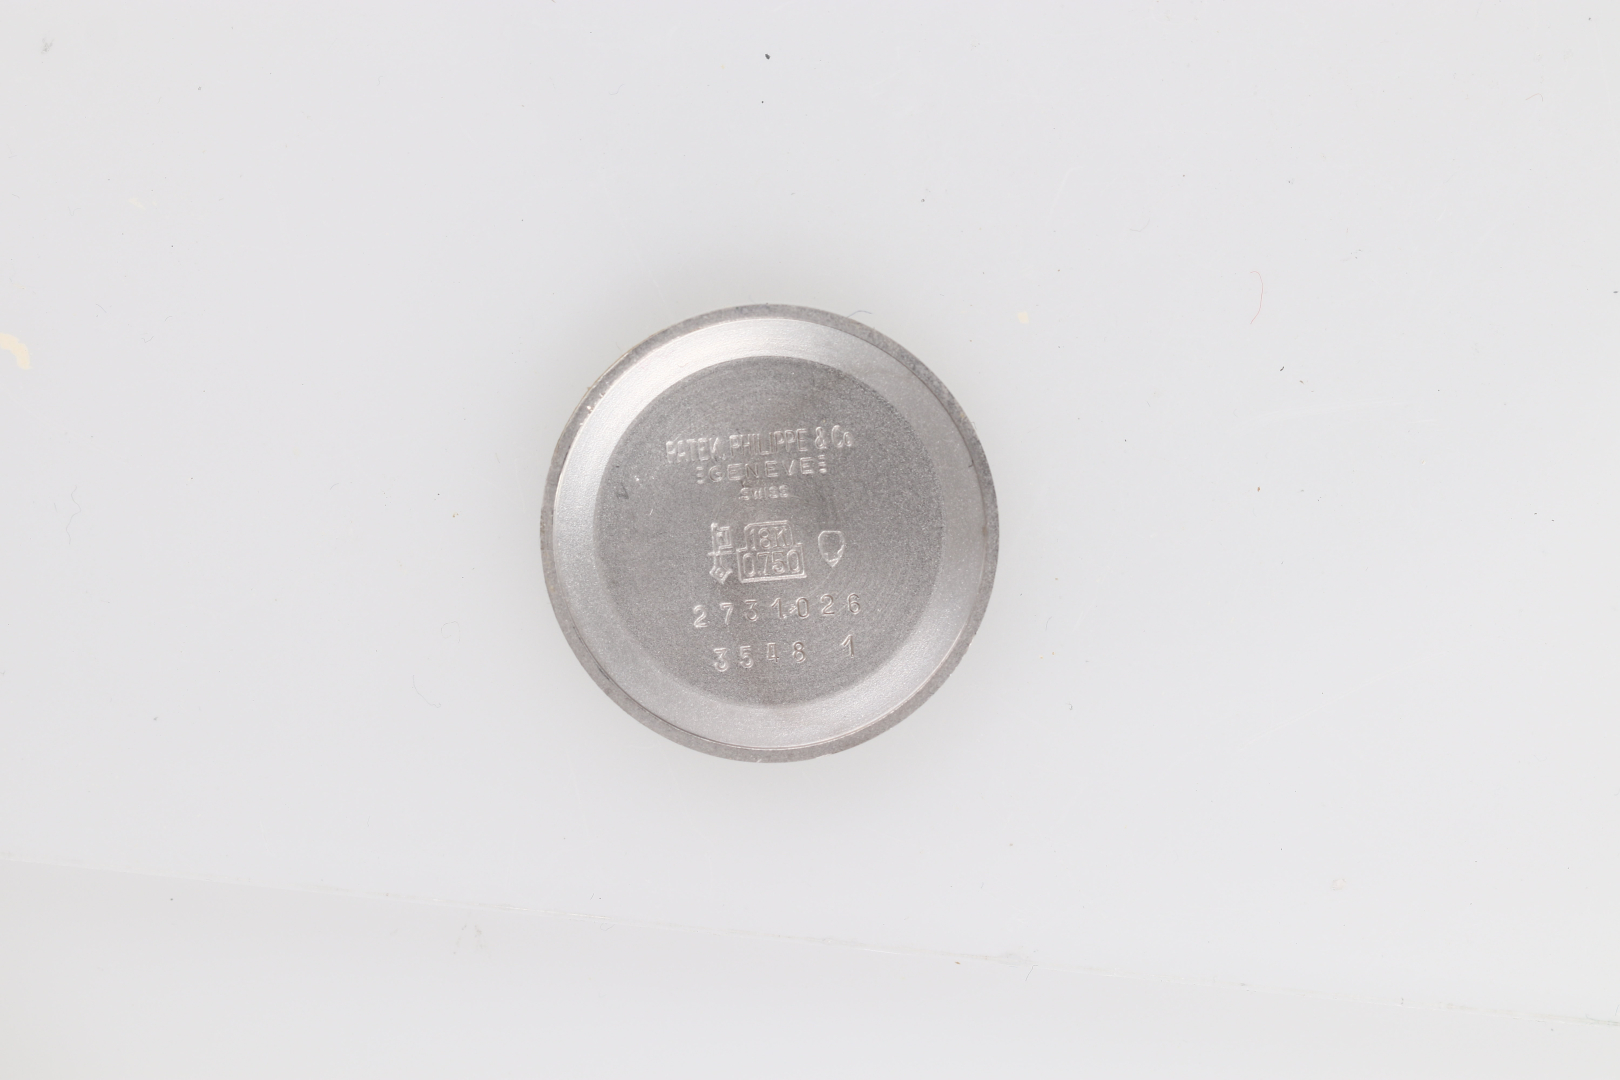 PATEK, PHILIPPE & Co
GENEVE
SWISS
18K
0.750
2731026
3548 1